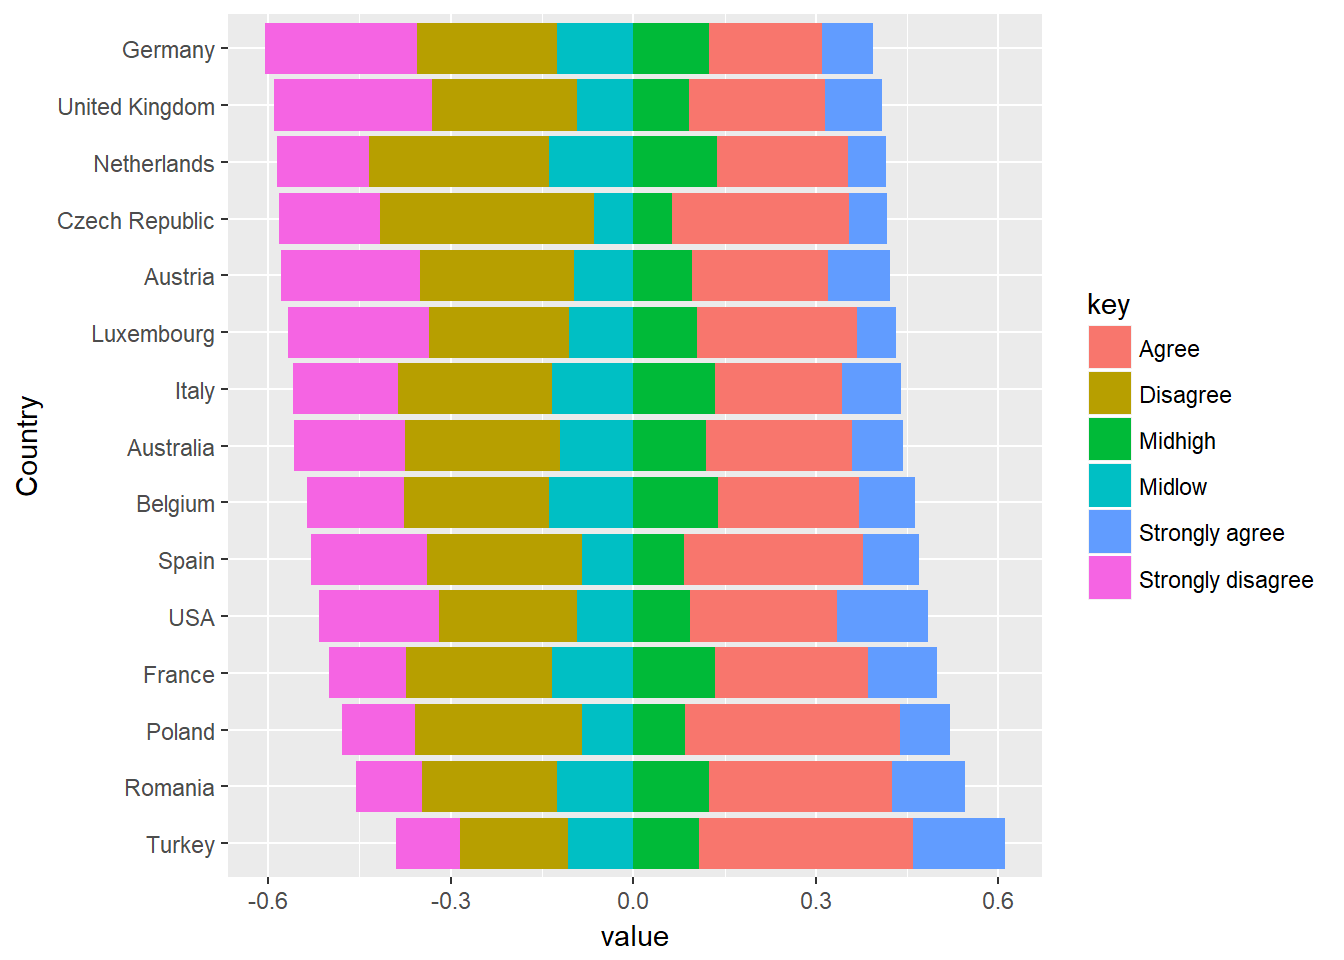 Germany
United Kingdom
Netherlands
Czech Republic
Austria
Luxembourg
Italy
Australia
Belgium
Spain
USA
France
Poland
Romania
Turkey
Country
-0.6 -0.3 0.0 0.3 0.6
value
key
Agree
Disagree
Midhigh
Midlow
Strongly agree
Strongly disagree